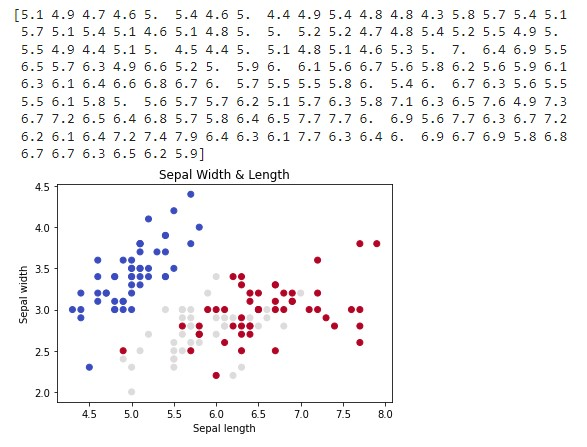 [5.1 4.9 4.7 4.6 5. 5.4 4.6 5. 4.4 4.9 5.4 4.8 4.8 4.3 5.8 5.7 5.4 5.1
5.7 5.1 5.4 5.1 4.6 5.1 4.8 5. 5. 5.2 5.2 4.7 4.8 5.4 5.2 5.5 4.9 5.
5.5 4.9 4.4 5.1 5. 4.5 4.4 5. 5.1 4.8 5.1 4.6 5.3 5. 7. 6.4 6.9 5.5
6.5 5.7 6.3 4.9 6.6 5.2 5. 5.9 6. 6.1 5.6 6.7 5.6 5.8 6.2 5.6 5.9 6.1
6.3 6.1 6.4 6.6 6.8 6.7 6. 5.7 5.5 5.5 5.8 6. 5.4 6. 6.7 6.3 5.6 5.5
5.5 6.1 5.8 5. 5.6 5.7 5.7 6.2 5.1 5.7 6.3 5.8 7.1 6.3 6.5 7.6 4.9 7.3
6.7 7.2 6.5 6.4 6.8 5.7 5.8 6.4 6.5 7.7 7.7 6. 6.9 5.6 7.7 6.3 6.7 7.2
6.2 6.1 6.4 7.2 7.4 7.9 6.4 6.3 6.1 7.7 6.3 6.4 6. 6.9 6.7 6.9 5.8 6.8
6.7 6.7 6.3 6.5 6.2 5.9]
Sepal Width & Length
4.5
4.0
3.5
3.0
2.5
2.0
Sepal width
4.5 5.0 5.5 6.0 6.5 7.0 7.5 8.0
Sepal length